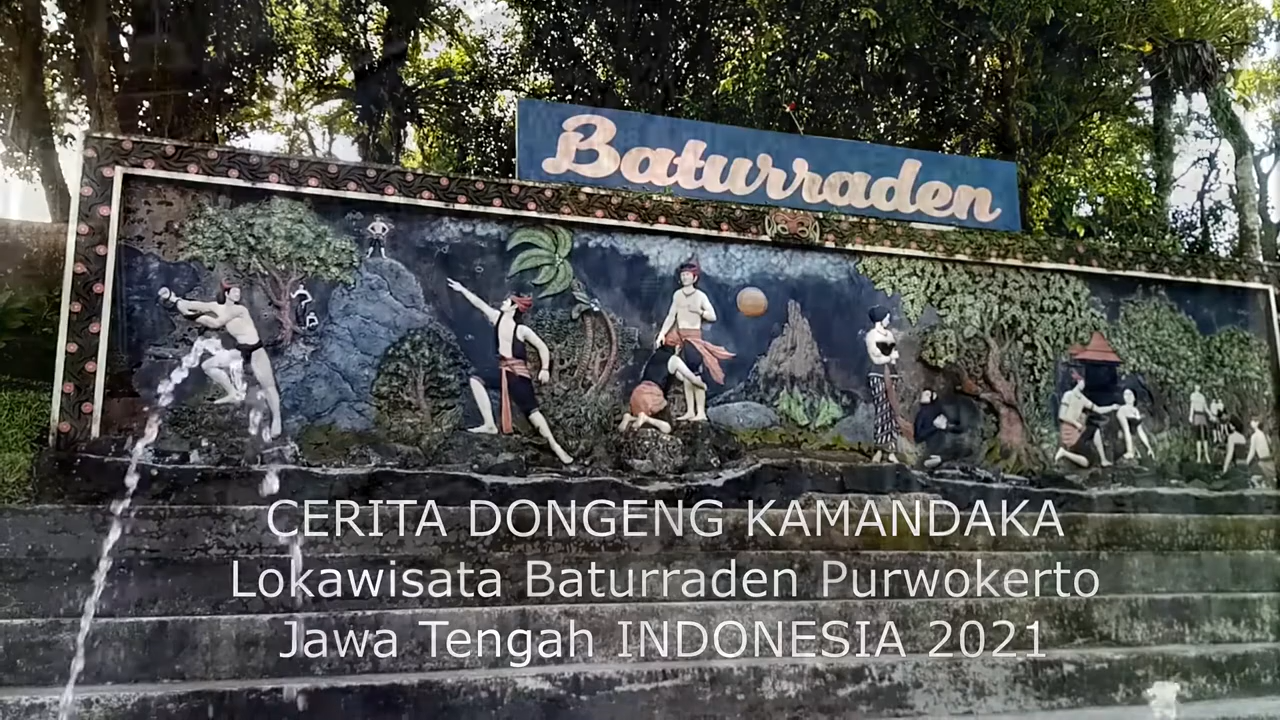 Baturraden
CERITA DONGENG KAMANDAKA
Lokawisata Baturraden Purwokerto
Jawa Tengah INDONESIA 2021